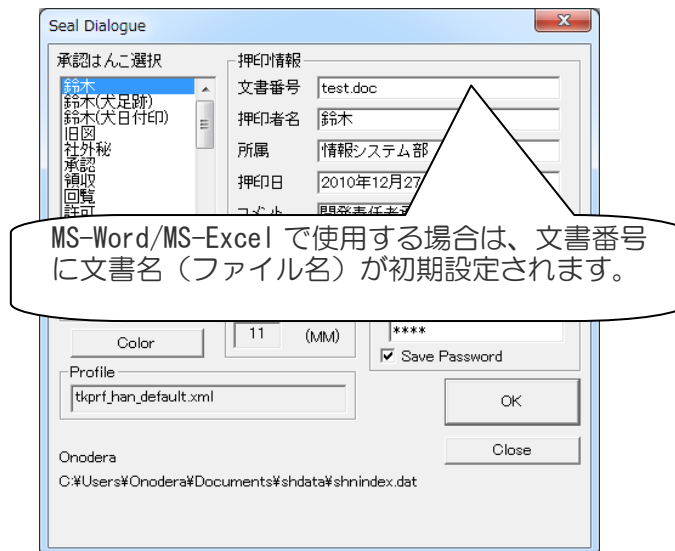 Seal Dialogue
承認はんこ選択
鈴木
鈴木(犬足跡)
鈴木(犬日付印)
旧図
社外秘
承認
領収
回覧
許可
押印情報
文書番号 test.doc
押印者名 鈴木
所属 情報システム部
押印日 2010年12月27
MS-Word/MS-Excel で使用する場合は、文書番号
に文書名（ファイル名）が初期設定されます。
Color
11 (MM)
****
Save Password
Profile
tkprf_han_default.xml
OK
Close
Onodera
C:¥Users¥Onodera¥Documents¥shdata¥shnindex.dat